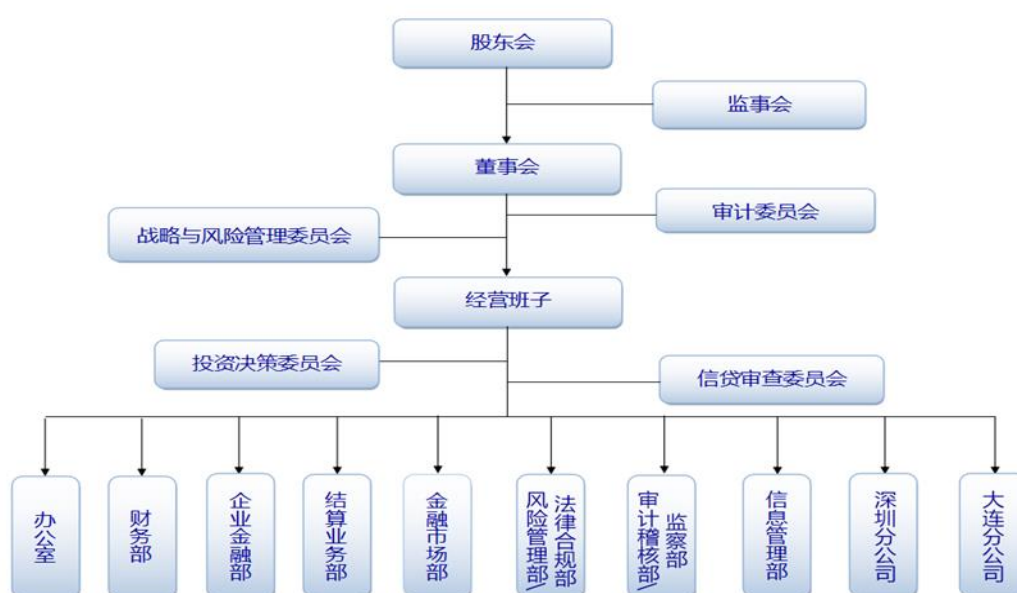 股东会
监事会
董事会
审计委员会
战略与风险管理委员会
经营班子
投资决策委员会
信贷审查委员会
办公室
财务部
企业金融部
结算业务部
金融市场部
风险管理部/
法律合规部
审计稽核部/
监察部
信息管理部
深圳分公司
大连分公司